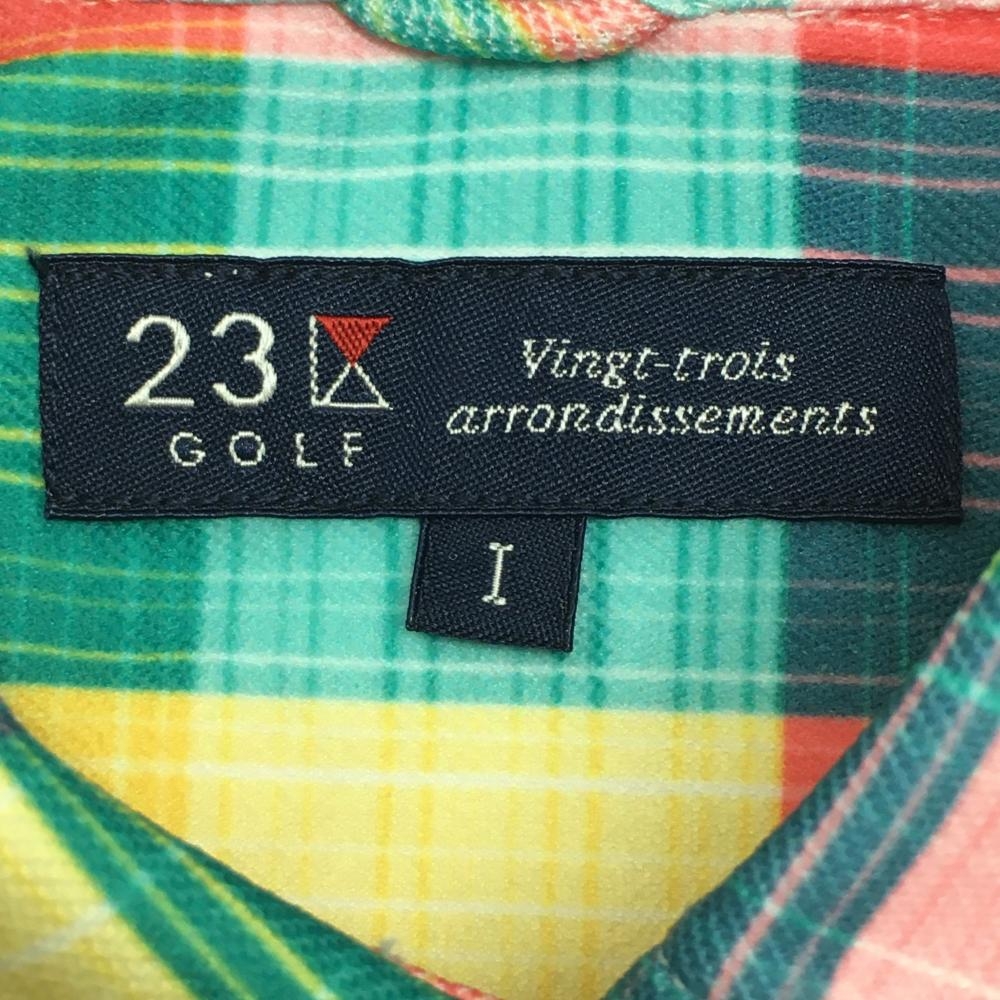 23
GOLF
Vingt-trois
arrondissements
I